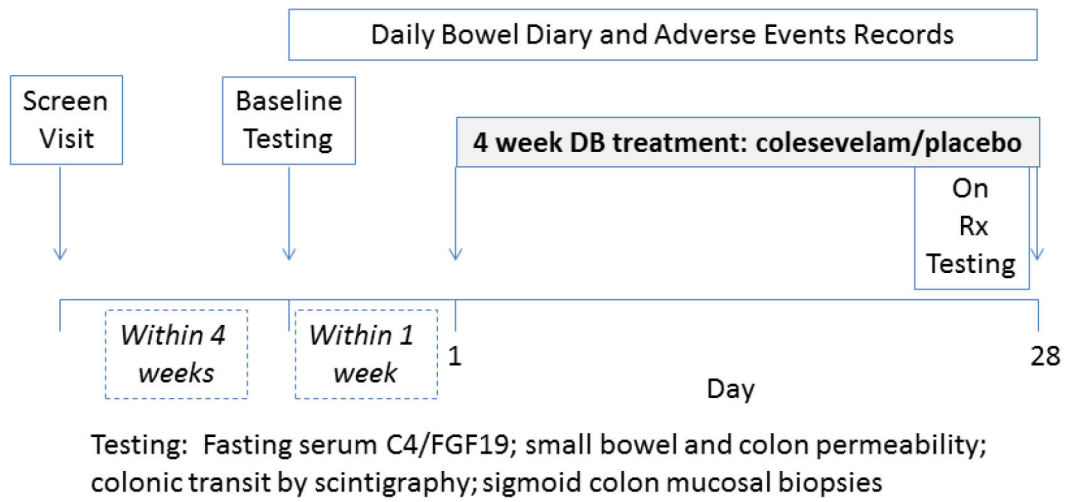 Daily Bowel Diary and Adverse Events Records
Screen
Visit
Baseline
Testing
4 week DB treatment: colesevelam/placebo
On
Rx
Testing
Within 4
weeks
Within 1
week
1
28
Day
Testing: Fasting serum C4/FGF19; small bowel and colon permeability;
colonic transit by scintigraphy; sigmoid colon mucosal biopsies